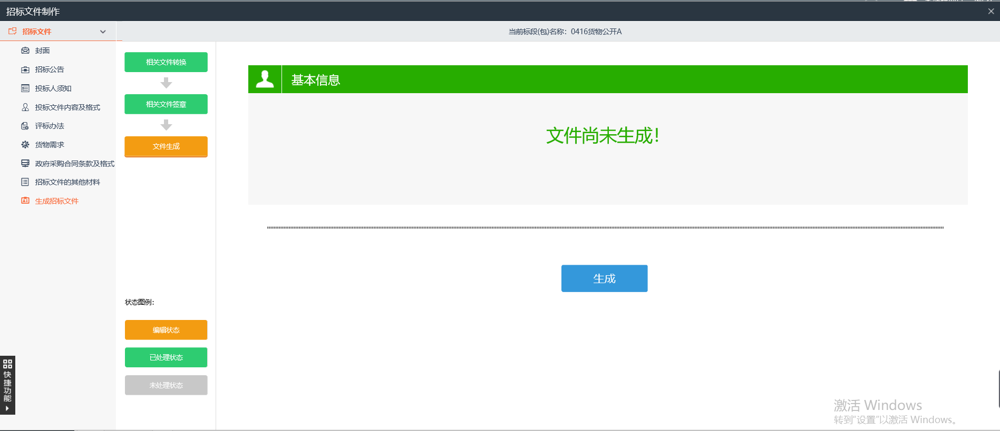 招标文件制作
招标文件
当前标段(包)名称：0416货物公开A
封面
招标公告
投标人须知
投标文件内容及格式
评标办法
货物需求
政府采购合同条款及格式
招标文件的其他材料
生成招标文件
相关文件转换
相关文件签章
文件生成
基本信息
文件尚未生成！
生成
状态图例：
编辑状态
已处理状态
未处理状态
快捷功能
激活 Windows
转到“设置”以激活 Windows。